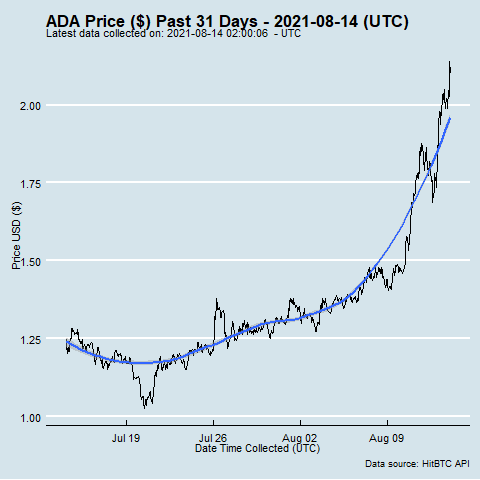 ADA Price ($) Past 31 Days - 2021-08-14 (UTC)
Latest data collected on: 2021-08-14 02:00:06 - UTC
2.00
1.75
1.50
1.25
1.00
Price USD ($)
Jul 19
Jul 26
Aug 02
Aug 09
Date Time Collected (UTC)
Data source: HitBTC API